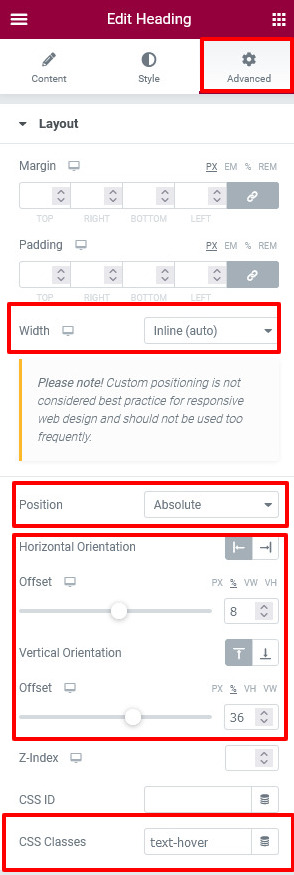 Edit Heading
Content
Style
Advanced
Layout
Margin
PX EM % REM
TOP RIGHT BOTTOM LEFT
Padding
PX EM % REM
TOP RIGHT BOTTOM LEFT
Width
Inline (auto)
Please note! Custom positioning is not
considered best practice for responsive
web design and should not be used too
frequently.
Position
Absolute
Horizontal Orientation
Offset
PX % VW VH
8
Vertical Orientation
Offset
PX % VH VW
36
Z-Index
CSS ID
CSS Classes
text-hover